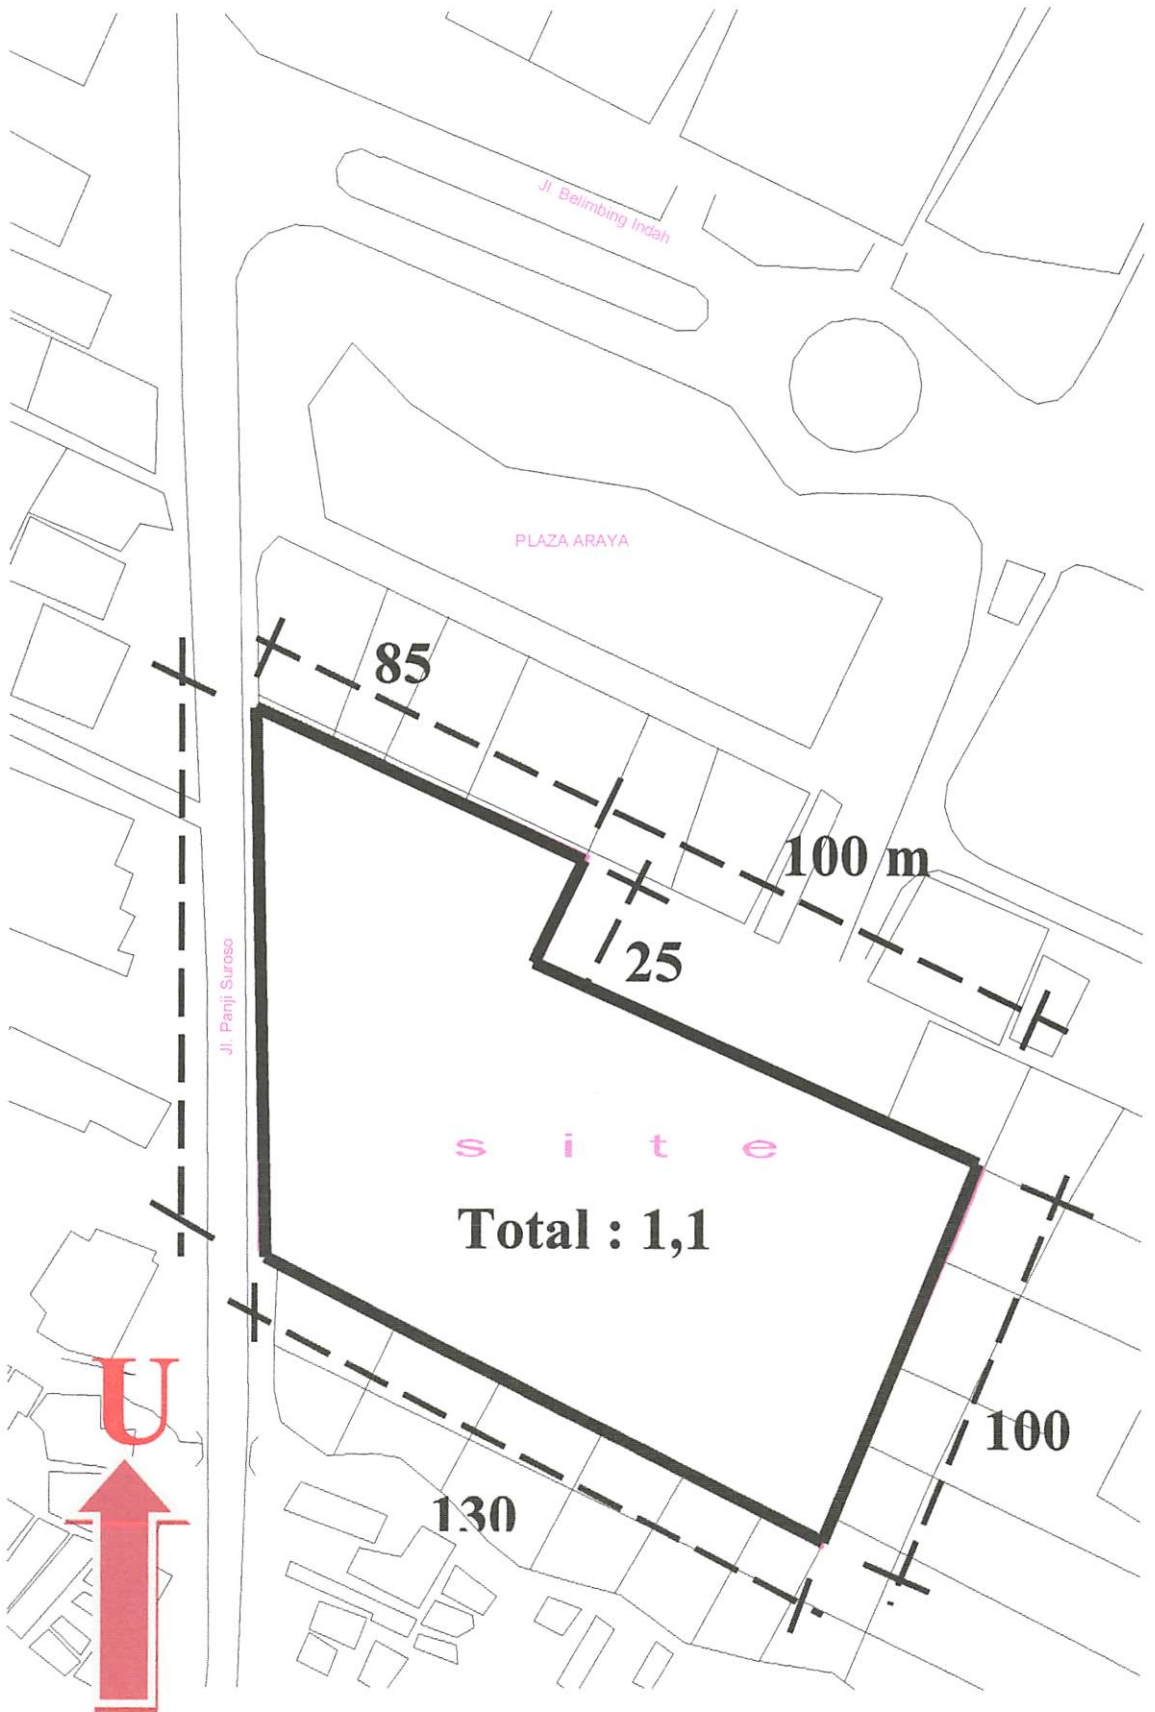 Jl. Belimbing Indah
PLAZA ARAYA
85
100 m
25
Jl. Panji Suroso
s i t e
Total : 1,1
U
100
130